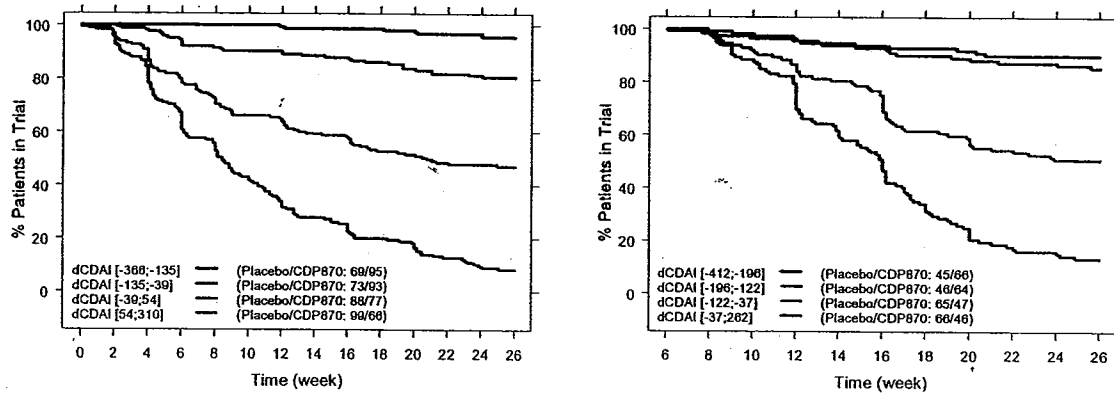 100
80
60
40
20
0
% Patients in Trial
dCDAI [-366;-135] (Placebo/CDP870: 69/95)
dCDAI [-135;-39] (Placebo/CDP870: 73/93)
dCDAI [-39;54] (Placebo/CDP870: 88/77)
dCDAI [54;310] (Placebo/CDP870: 99/66)
0 2 4 6 8 10 12 14 16 18 20 22 24 26
Time (week)
100
80
60
40
20
0
% Patients in Trial
dCDAI [-412;-196] (Placebo/CDP870: 45/66)
dCDAI [-196;-122] (Placebo/CDP870: 46/64)
dCDAI [-122;-37] (Placebo/CDP870: 65/47)
dCDAI [-37;262] (Placebo/CDP870: 66/46)
6 8 10 12 14 16 18 20 22 24 26
Time (week)